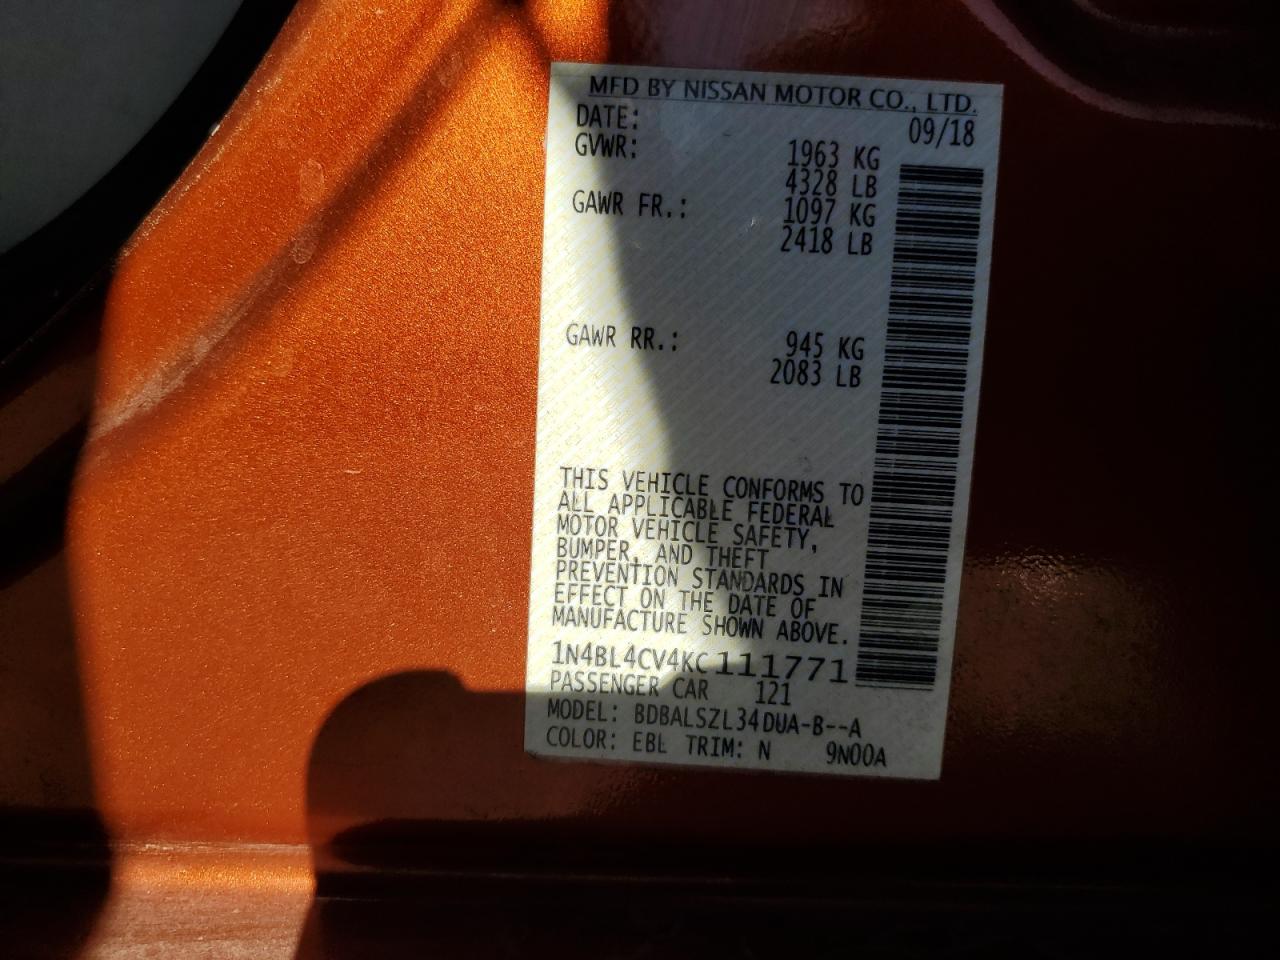 MFD BY NISSAN MOTOR CO., LTD.
DATE: 09/18
GVWR: 1963 KG
4328 LB
GAWR FR.: 1097 KG
2418 LB
GAWR RR.: 945 KG
2083 LB
THIS VEHICLE CONFORMS TO
ALL APPLICABLE FEDERAL
MOTOR VEHICLE SAFETY,
BUMPER, AND THEFT
PREVENTION STANDARDS IN
EFFECT ON THE DATE OF
MANUFACTURE SHOWN ABOVE.
1N4BL4CV4KC111771
PASSENGER CAR 121
MODEL: BDBALSZL34DUA-B--A
COLOR: EBL TRIM: N 9N00A